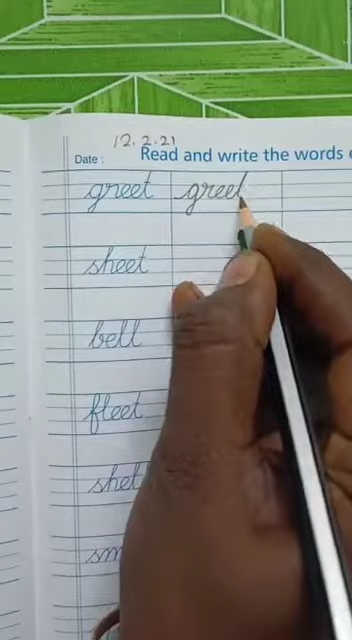 12.2.21
Date : Read and write the words
greet greet
sheet
bell
fleet